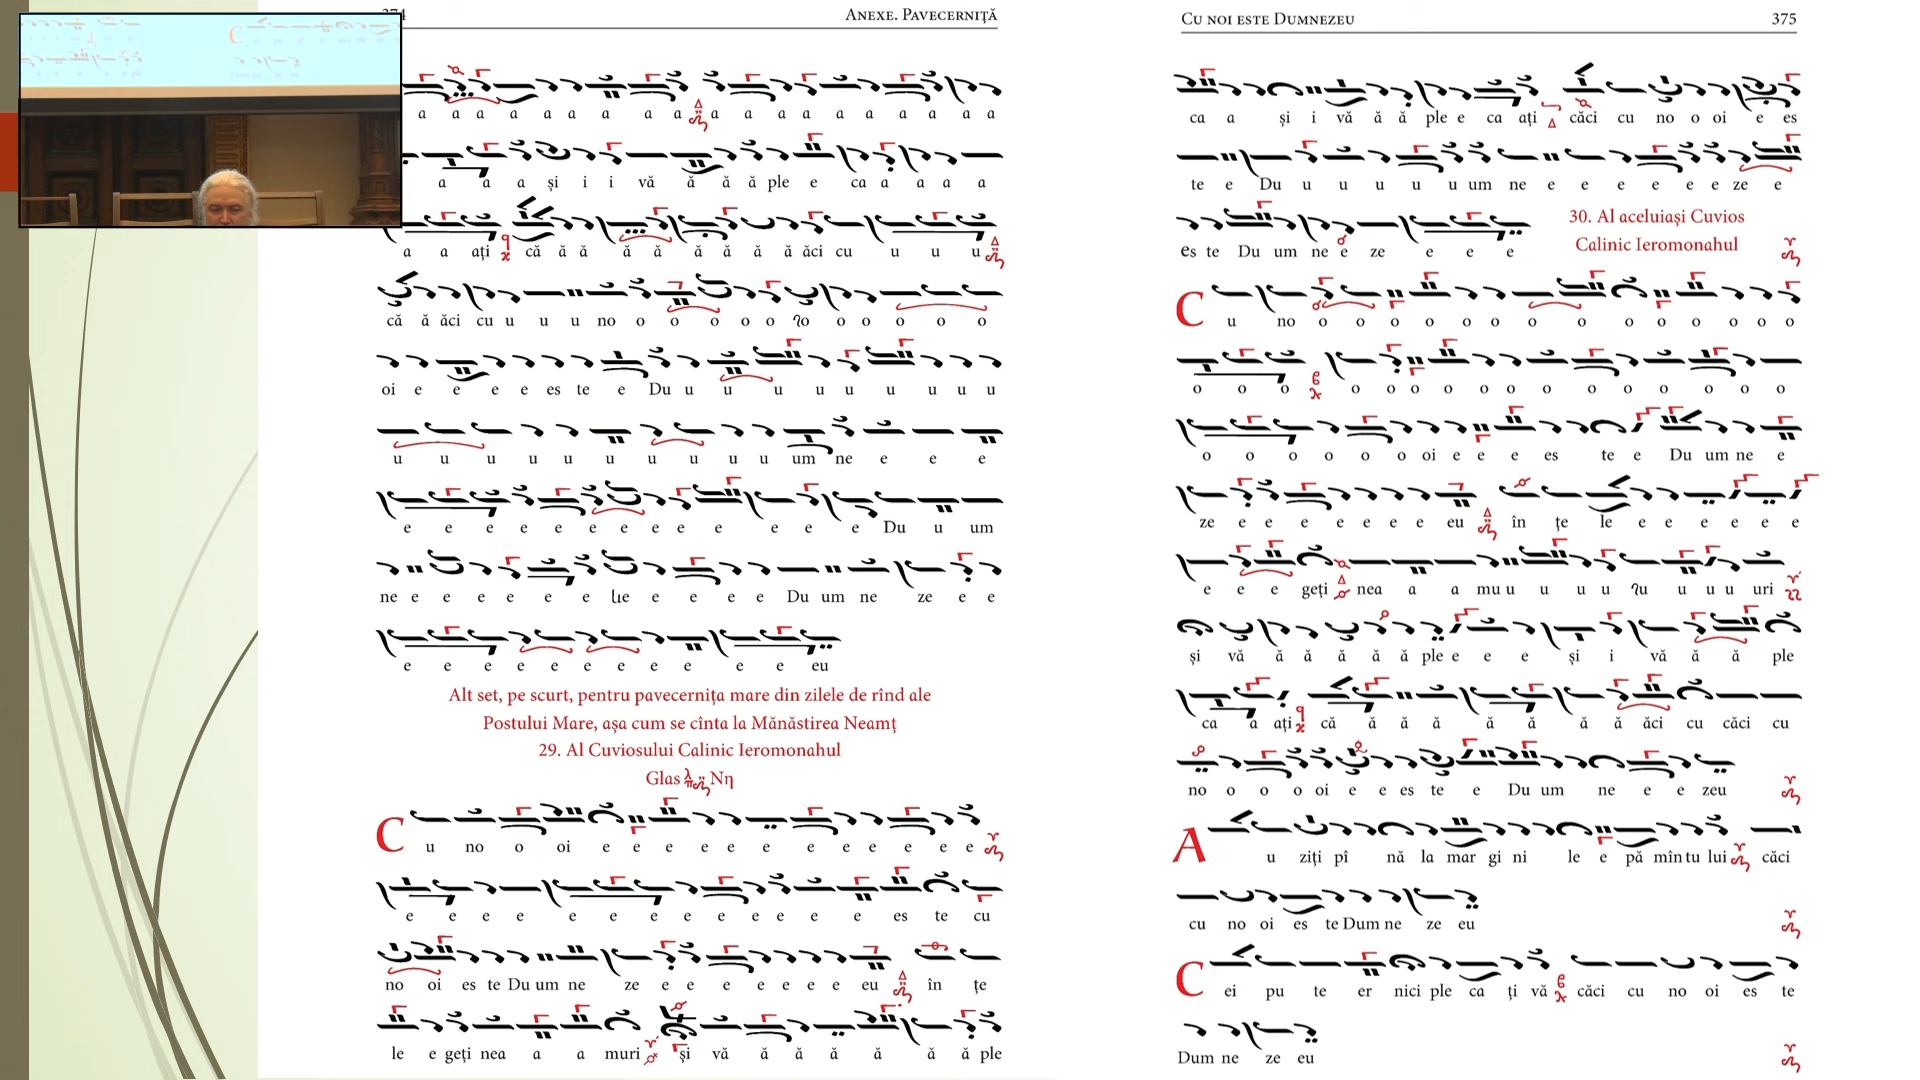 374
ANEXE. PAVECERNIȚĂ
a a a a a a a a a a a a a a a a a a
a a a și i i vă ă ă ă ple e ca a a a a
a a ați că ă ă ă ă ă ă ă ă ăci cu u u u
că ă ăci cu u u u no o o o o o o o o o o o
oi e e e e es te e Du u u u u u u u u
u u u u u u u u u u um ne e e e
e e e e e e e e e e e e e Du u um
ne e e e e e e e e e e e Du um ne ze e e
e e e e e e e e e e eu
Alt set, pe scurt, pentru pavecernița mare din zilele de rînd ale
Postului Mare, așa cum se cînta la Mănăstirea Neamț
29. Al Cuviosului Calinic Ieromonahul
Glas Νη
C u no o oi e e e e e e e e e e e e
e e e e e e e e e e e e es te cu
no oi es te Du um ne ze e e e e e e e eu în țe
le e geți nea a a muri și vă ă ă ă ă ă ă ple
CU NOI ESTE DUMNEZEU
375
ca a și i vă ă ă ple e ca ați căci cu no o oi e es
te e Du u u u u u um ne e e e e e e ze e
es te Du um ne e ze e e e
30. Al aceluiași Cuvios
Calinic Ieromonahul
C u no o o o o o o o o o o o o o o
o o o o o o o o o o o o o o o
o o o o o o oi e e e es te e Du um ne e
ze e e e e e e e eu în țe le e e e e e
e e e geți nea a a mu u u u u u u u u uri
și vă ă ă ă ă ă ple e e e și i vă ă ă ple
ca a ați că ă ă ă ă ă ă ă ăci cu căci cu
no o o o oi e e es te e Du um ne e e zeu
A u ziți pî nă la mar gi ni le e pă mîn tu lui căci
cu no oi es te Dum ne ze eu
C ei pu te er nici ple ca ți vă căci cu no oi es te
Dum ne ze eu